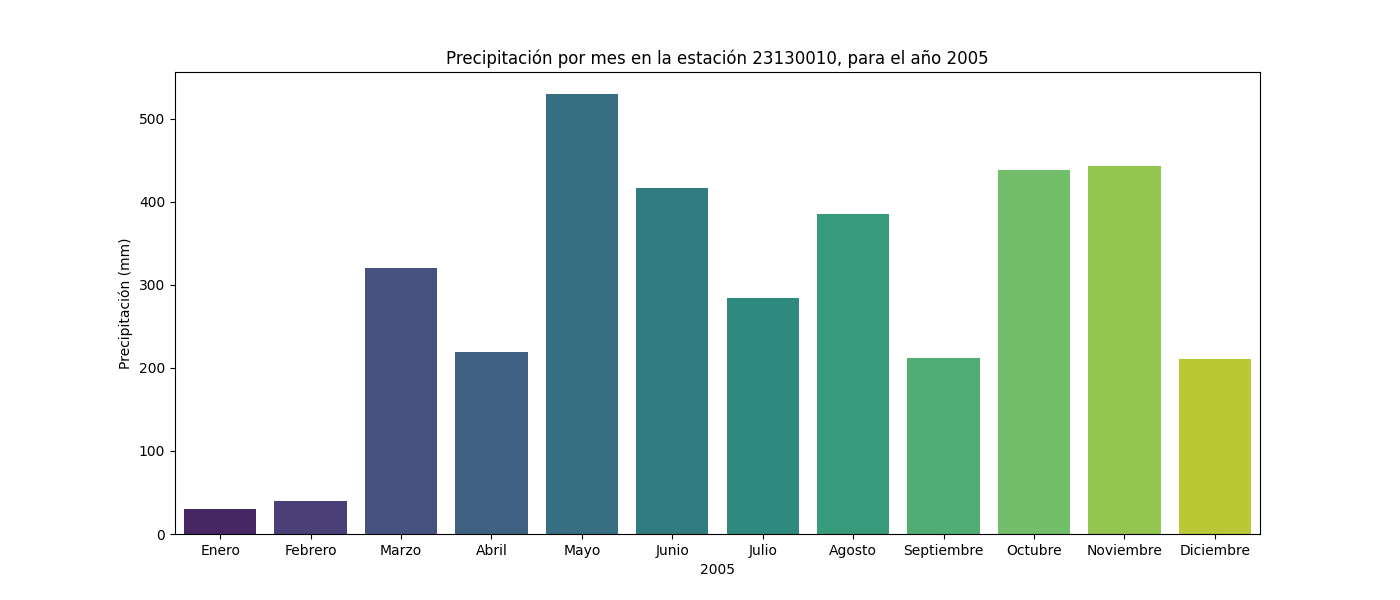 Precipitación por mes en la estación 23130010, para el año 2005
Precipitación (mm)
500
400
300
200
100
0
Enero Febrero Marzo Abril Mayo Junio Julio Agosto Septiembre Octubre Noviembre Diciembre
2005